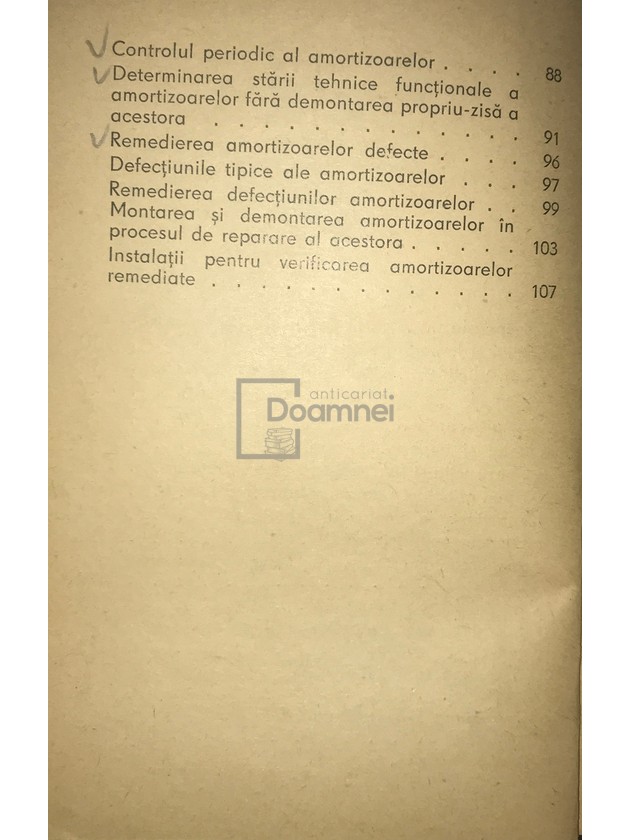 Controlul periodic al amortizoarelor . . . . 88
Determinarea stării tehnice funcționale a
amortizoarelor fără demontarea propriu-zisă a
acestora . . . . . . . . . . . . 91
Remedierea amortizoarelor defecte . . . . 96
Defecțiunile tipice ale amortizoarelor . . . 97
Remedierea defecțiunilor amortizoarelor . . 99
Montarea și demontarea amortizoarelor în
procesul de reparare al acestora . . . . . 103
Instalații pentru verificarea amortizoarelor
remediate . . . . . . . . . . . . . 107
anticariat
Doamnei